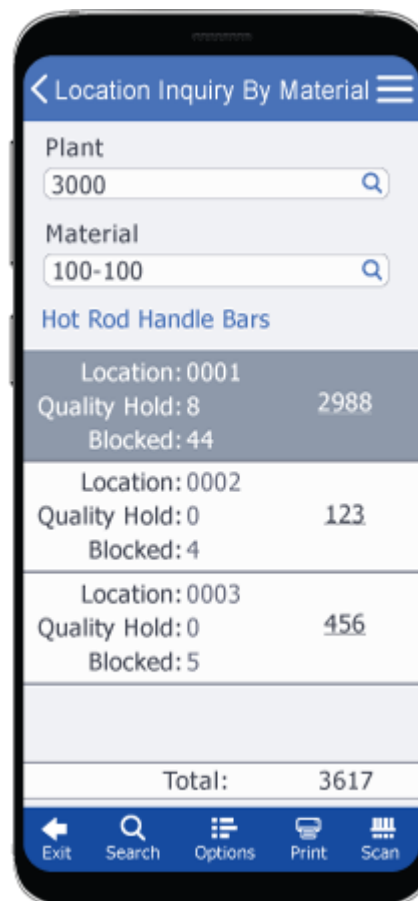 Location Inquiry By Material
Plant
3000
Material
100-100
Hot Rod Handle Bars
Location: 0001
Quality Hold: 8 2988
Blocked: 44
Location: 0002
Quality Hold: 0 123
Blocked: 4
Location: 0003
Quality Hold: 0 456
Blocked: 5
Total: 3617
Exit Search Options Print Scan